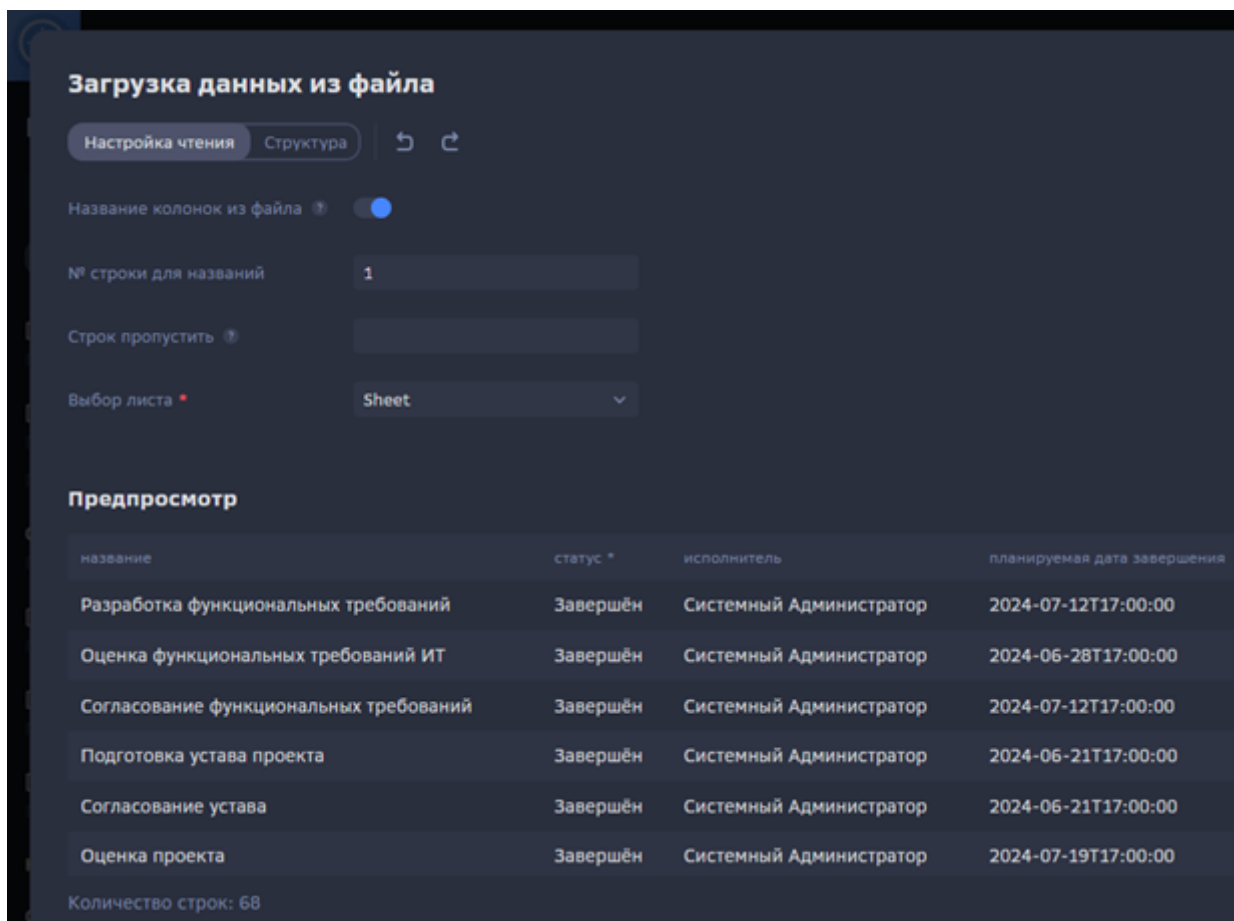 Загрузка данных из файла
Настройка чтения Структура
Название колонок из файла ?
№ строки для названий 1
Строк пропустить ?
Выбор листа * Sheet
Предпросмотр
название статус * исполнитель планируемая дата завершения
Разработка функциональных требований Завершён Системный Администратор 2024-07-12T17:00:00
Оценка функциональных требований ИТ Завершён Системный Администратор 2024-06-28T17:00:00
Согласование функциональных требований Завершён Системный Администратор 2024-07-12T17:00:00
Подготовка устава проекта Завершён Системный Администратор 2024-06-21T17:00:00
Согласование устава Завершён Системный Администратор 2024-06-21T17:00:00
Оценка проекта Завершён Системный Администратор 2024-07-19T17:00:00
Количество строк: 68